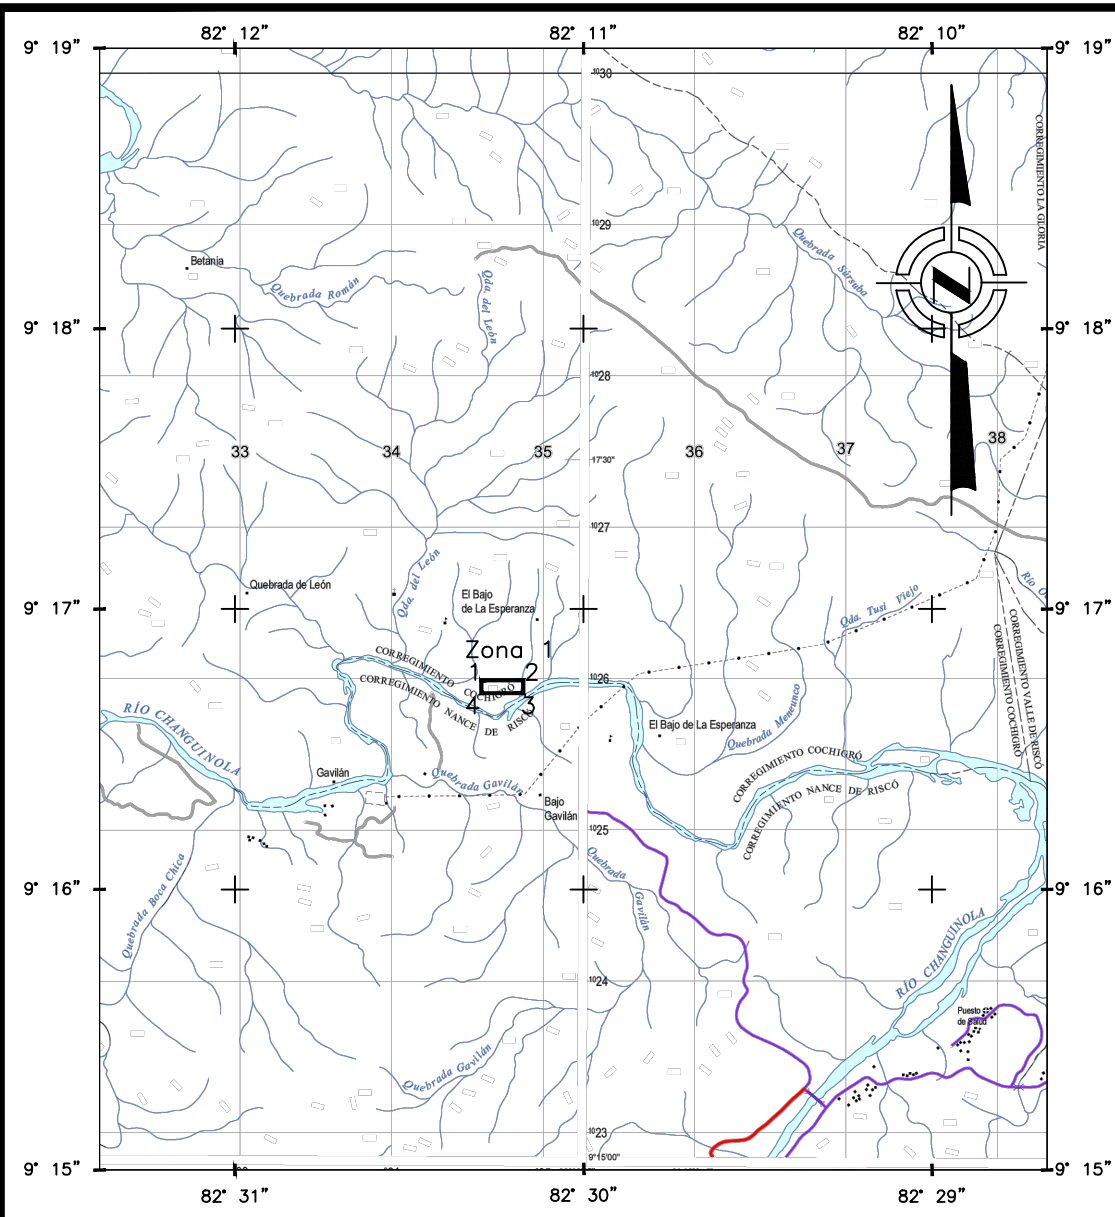 82° 12” 82° 11” 82° 10”
9° 19” 9° 19”
1030
CORREGIMIENTO LA GLORIA
1029
Quebrada Súrsuba
Betania
Quebrada Román
Qda. del León
9° 18” 9° 18”
1028
33 34 35 36 37 38
17'30"
1027
Qda. del León
Quebrada de León
El Bajo
de La Esperanza
Qda. Tusi Viejo
9° 17” 9° 17”
Zona 1
1 2
4 3
CORREGIMIENTO COCHIGRÓ
CORREGIMIENTO NANCE DE RISCÓ
1026
CORREGIMIENTO VALLE DE RISCÓ
CORREGIMIENTO COCHIGRÓ
RÍO CHANGUINOLA
El Bajo de La Esperanza
Quebrada Meneunco
CORREGIMIENTO COCHIGRÓ
CORREGIMIENTO NANCE DE RISCÓ
Gavilán
Quebrada Gavilán
Bajo
Gavilán
1025
Quebrada Boca Chica
Quebrada Gavilán
9° 16” 9° 16”
RÍO CHANGUINOLA
1024
Puesto
de Salud
Quebrada Gavilán
1023
9°15'00"
9° 15” 9° 15”
82° 31” 82° 30” 82° 29”